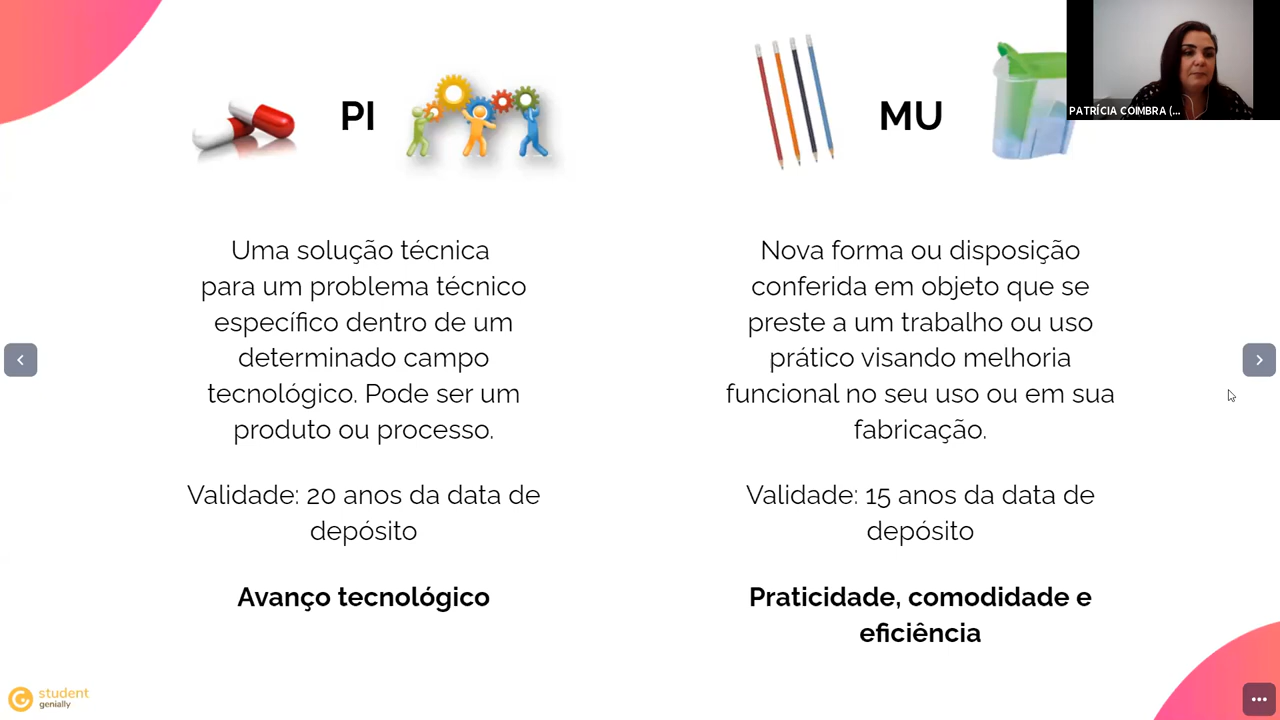 PI
Uma solução técnica
para um problema técnico
específico dentro de um
determinado campo
tecnológico. Pode ser um
produto ou processo.
Validade: 20 anos da data de
depósito
Avanço tecnológico
MU
Nova forma ou disposição
conferida em objeto que se
preste a um trabalho ou uso
prático visando melhoria
funcional no seu uso ou em sua
fabricação.
Validade: 15 anos da data de
depósito
Praticidade, comodidade e
eficiência
PATRÍCIA COIMBRA (...
student
genially